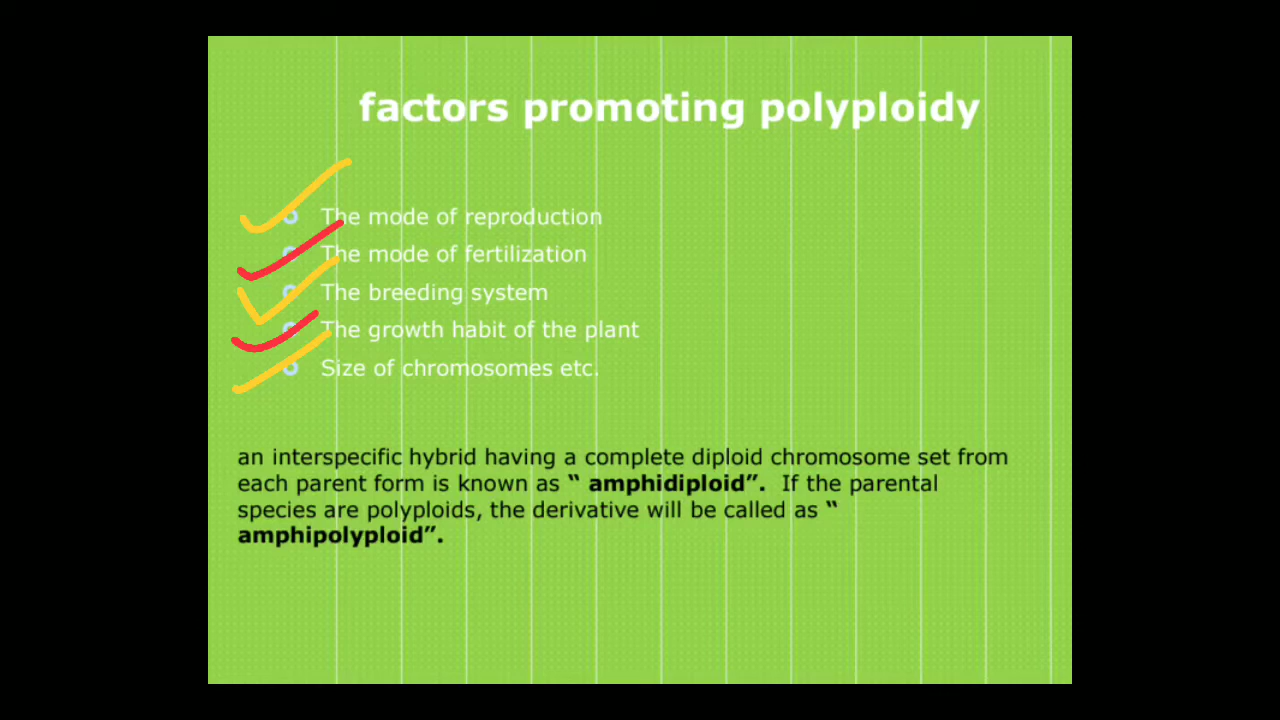 factors promoting polyploidy
The mode of reproduction
The mode of fertilization
The breeding system
The growth habit of the plant
Size of chromosomes etc.
an interspecific hybrid having a complete diploid chromosome set from
each parent form is known as “ amphidiploid”.  If the parental
species are polyploids, the derivative will be called as “
amphipolyploid”.